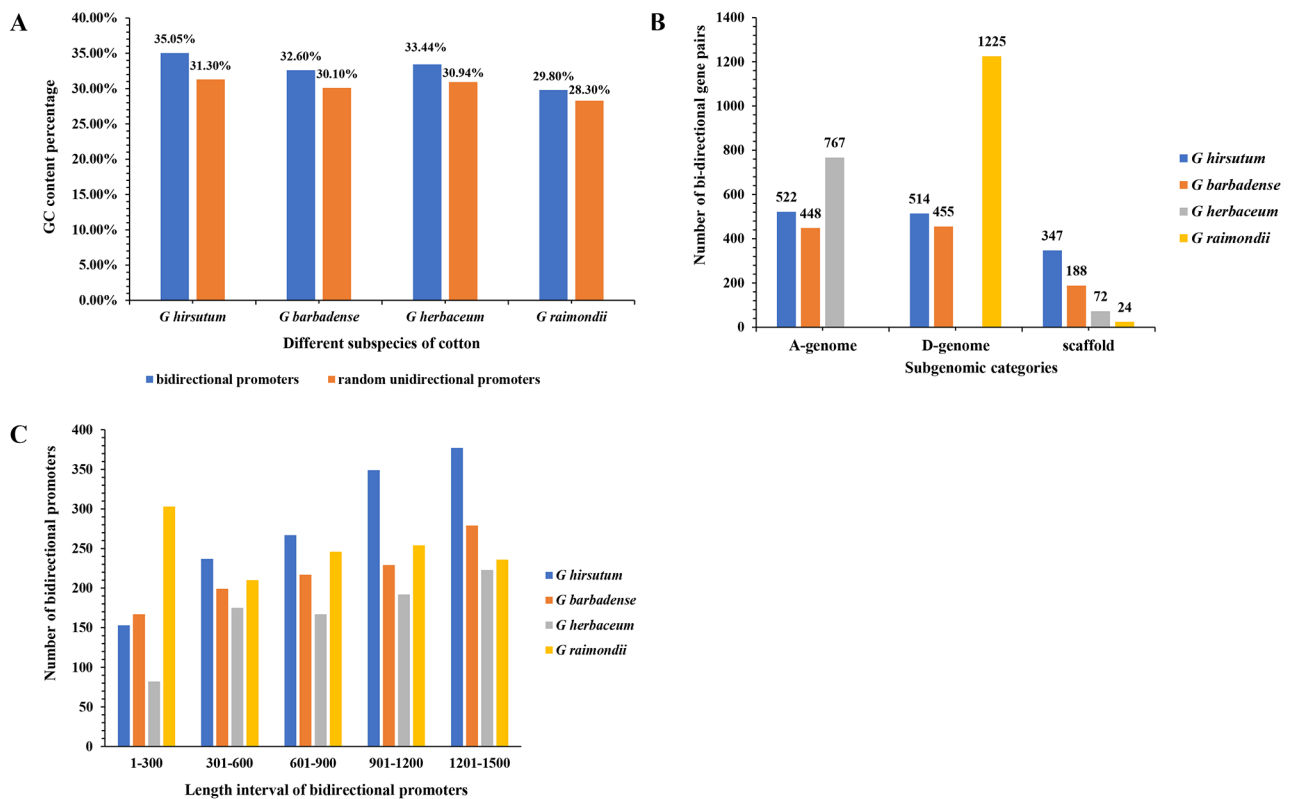 A
40.00%
35.00%
30.00%
25.00%
20.00%
15.00%
10.00%
5.00%
0.00%
GC content percentage
35.05%
31.30%
32.60%
30.10%
33.44%
30.94%
29.80%
28.30%
G hirsutum
G barbadense
G herbaceum
G raimondii
Different subspecies of cotton
bidirectional promoters
random unidirectional promoters
B
1400
1200
1000
800
600
400
200
0
Number of bi-directional gene pairs
522
448
767
514
455
1225
347
188
72
24
A-genome
D-genome
scaffold
Subgenomic categories
G hirsutum
G barbadense
G herbaceum
G raimondii
C
400
350
300
250
200
150
100
50
0
Number of bidirectional promoters
1-300
301-600
601-900
901-1200
1201-1500
Length interval of bidirectional promoters
G hirsutum
G barbadense
G herbaceum
G raimondii